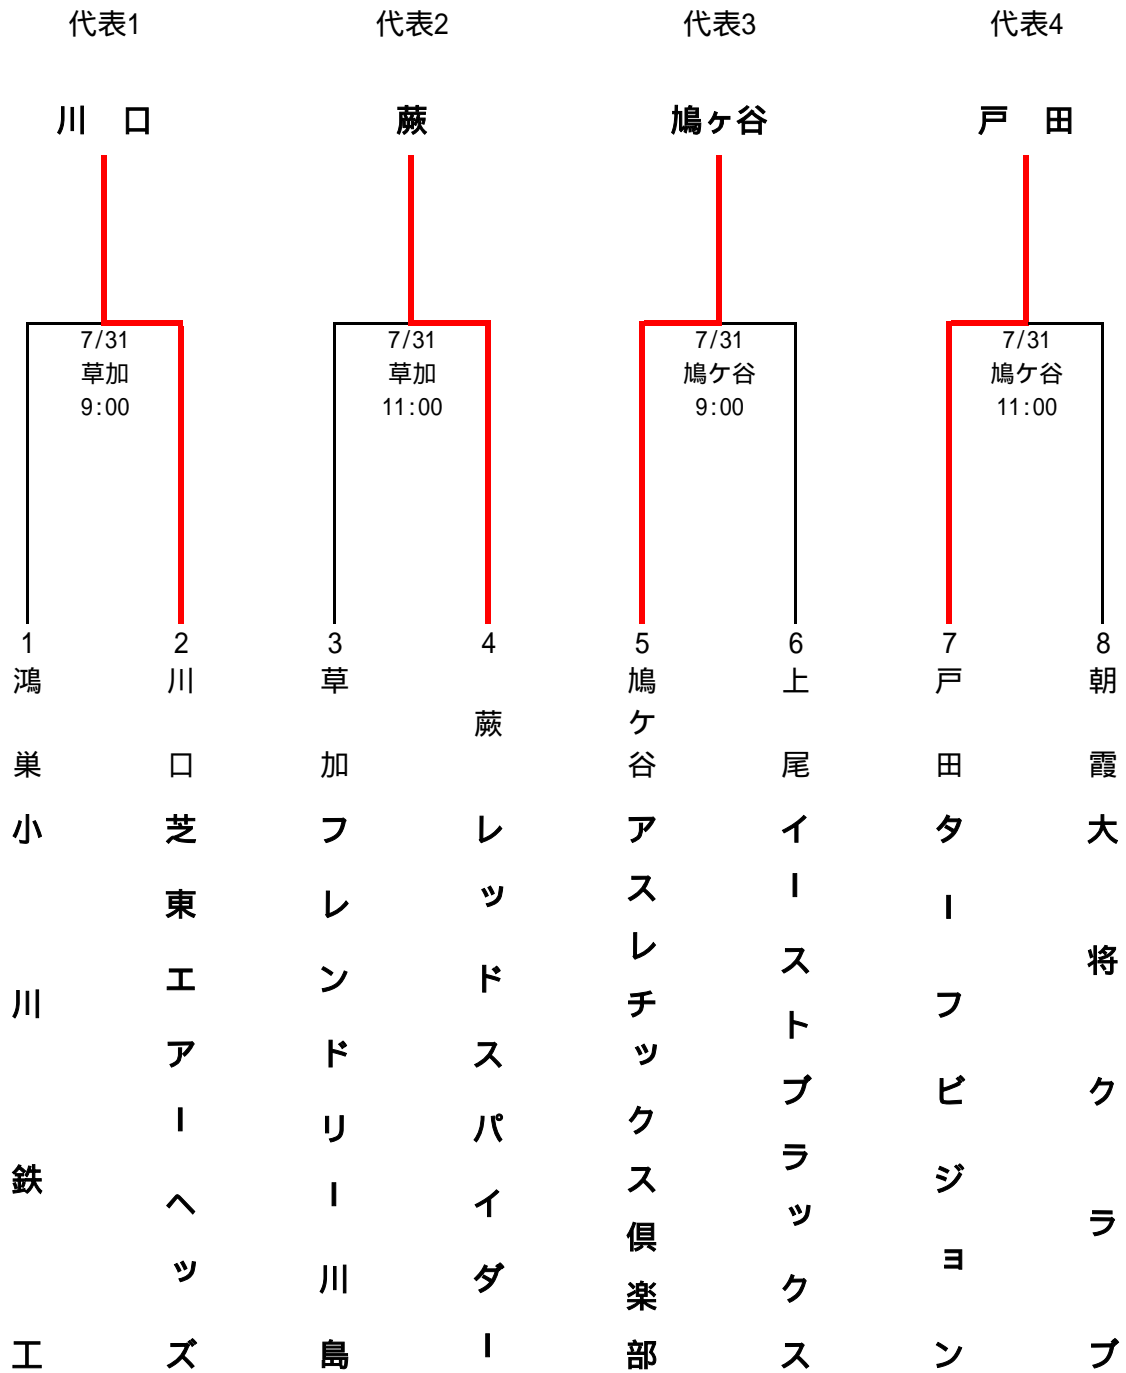 代表1 代表2 代表3 代表4
川 口 蕨 鳩ヶ谷 戸 田
7/31 7/31 7/31 7/31
草加 草加 鳩ケ谷 鳩ケ谷
9:00 11:00 9:00 11:00
1 2 3 4 5 6 7 8
鴻巣
小川鉄工
川口
芝東エアーヘッズ
草加
フレンドリー川島
蕨
レッドスパイダー
鳩ケ谷
アスレチックス倶楽部
上尾
イーストブラックス
戸田
ターフビジョン
朝霞
大将クラブ